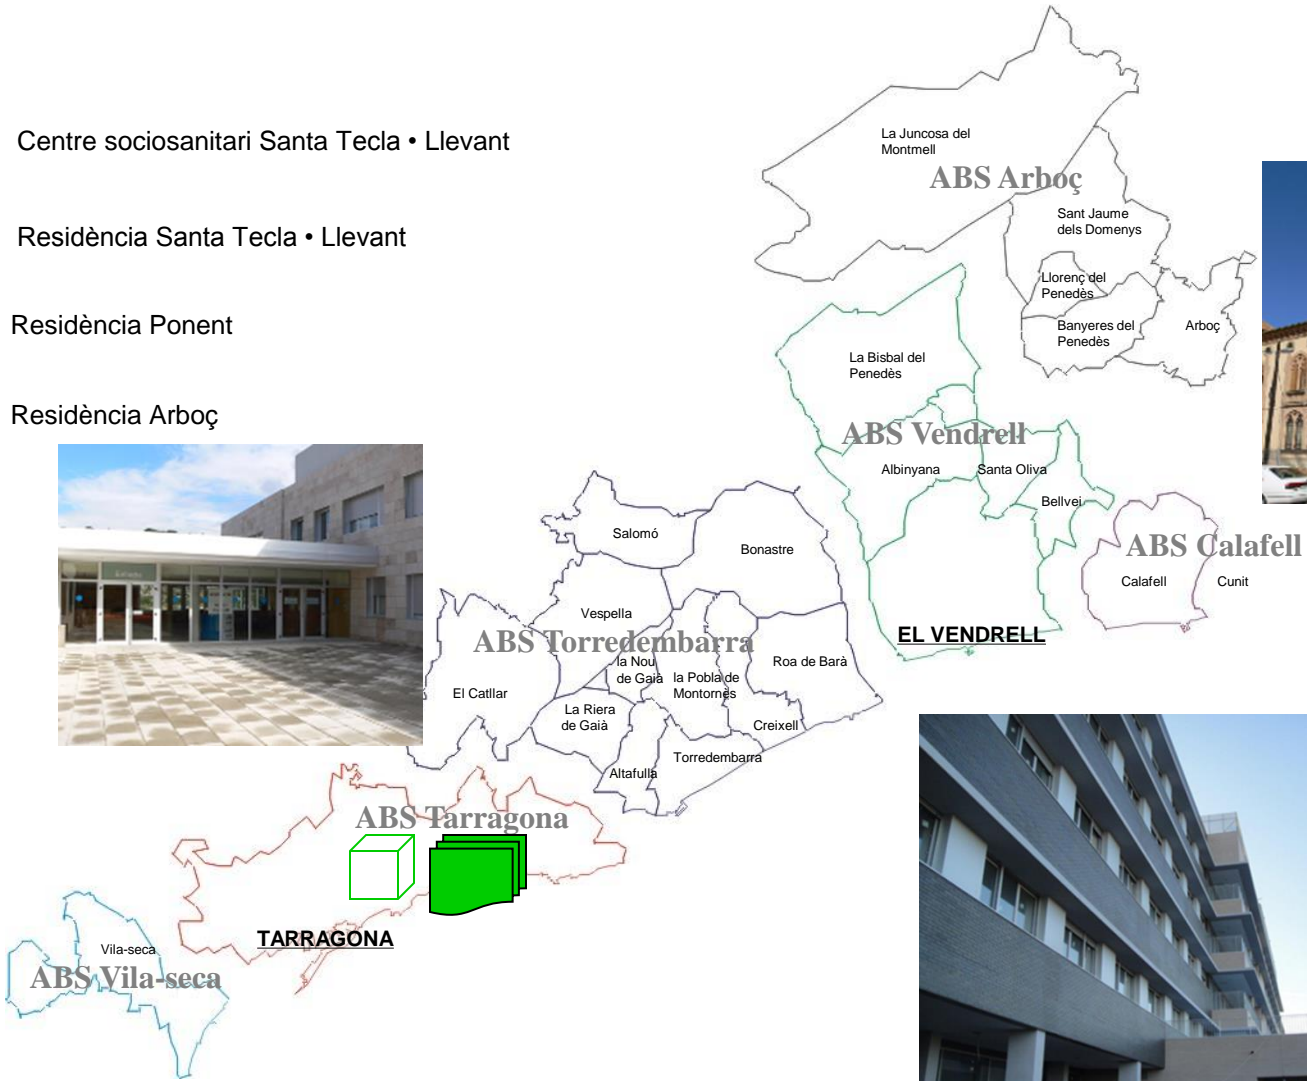 Centre sociosanitari Santa Tecla • Llevant
Residència Santa Tecla • Llevant
Residència Ponent
Residència Arboç
La Juncosa del
Montmell
ABS Arboç
Sant Jaume
dels Domenys
Llorenç del
Penedès
Banyeres del
Penedès
Arboç
La Bisbal del
Penedès
ABS Vendrell
Albinyana
Santa Oliva
Bellvei
EL VENDRELL
ABS Calafell
Calafell
Cunit
Salomó
Bonastre
Vespella
ABS Torredembarra
la Nou
de Gaià
la Pobla de
Montornès
Roa de Barà
El Catllar
La Riera
de Gaià
Creixell
Altafulla
Torredembarra
ABS Tarragona
TARRAGONA
Vila-seca
ABS Vila-seca